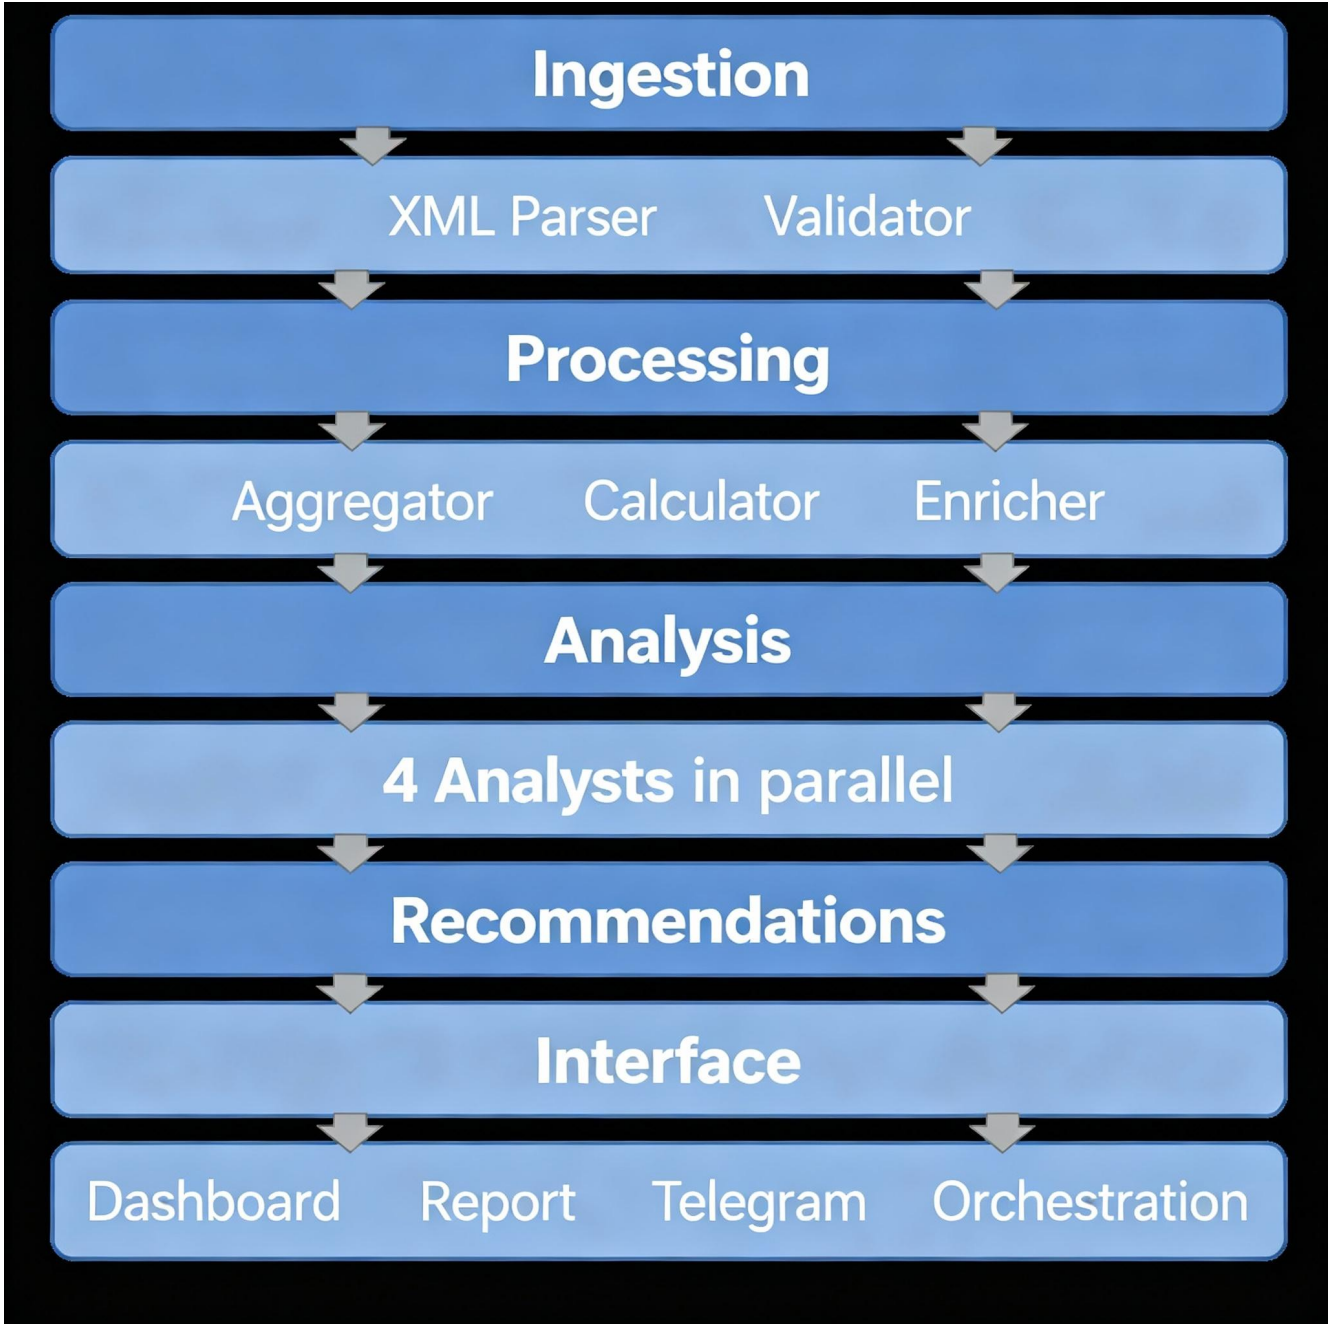 Ingestion
XML Parser Validator
Processing
Aggregator Calculator Enricher
Analysis
4 Analysts in parallel
Recommendations
Interface
Dashboard Report Telegram Orchestration